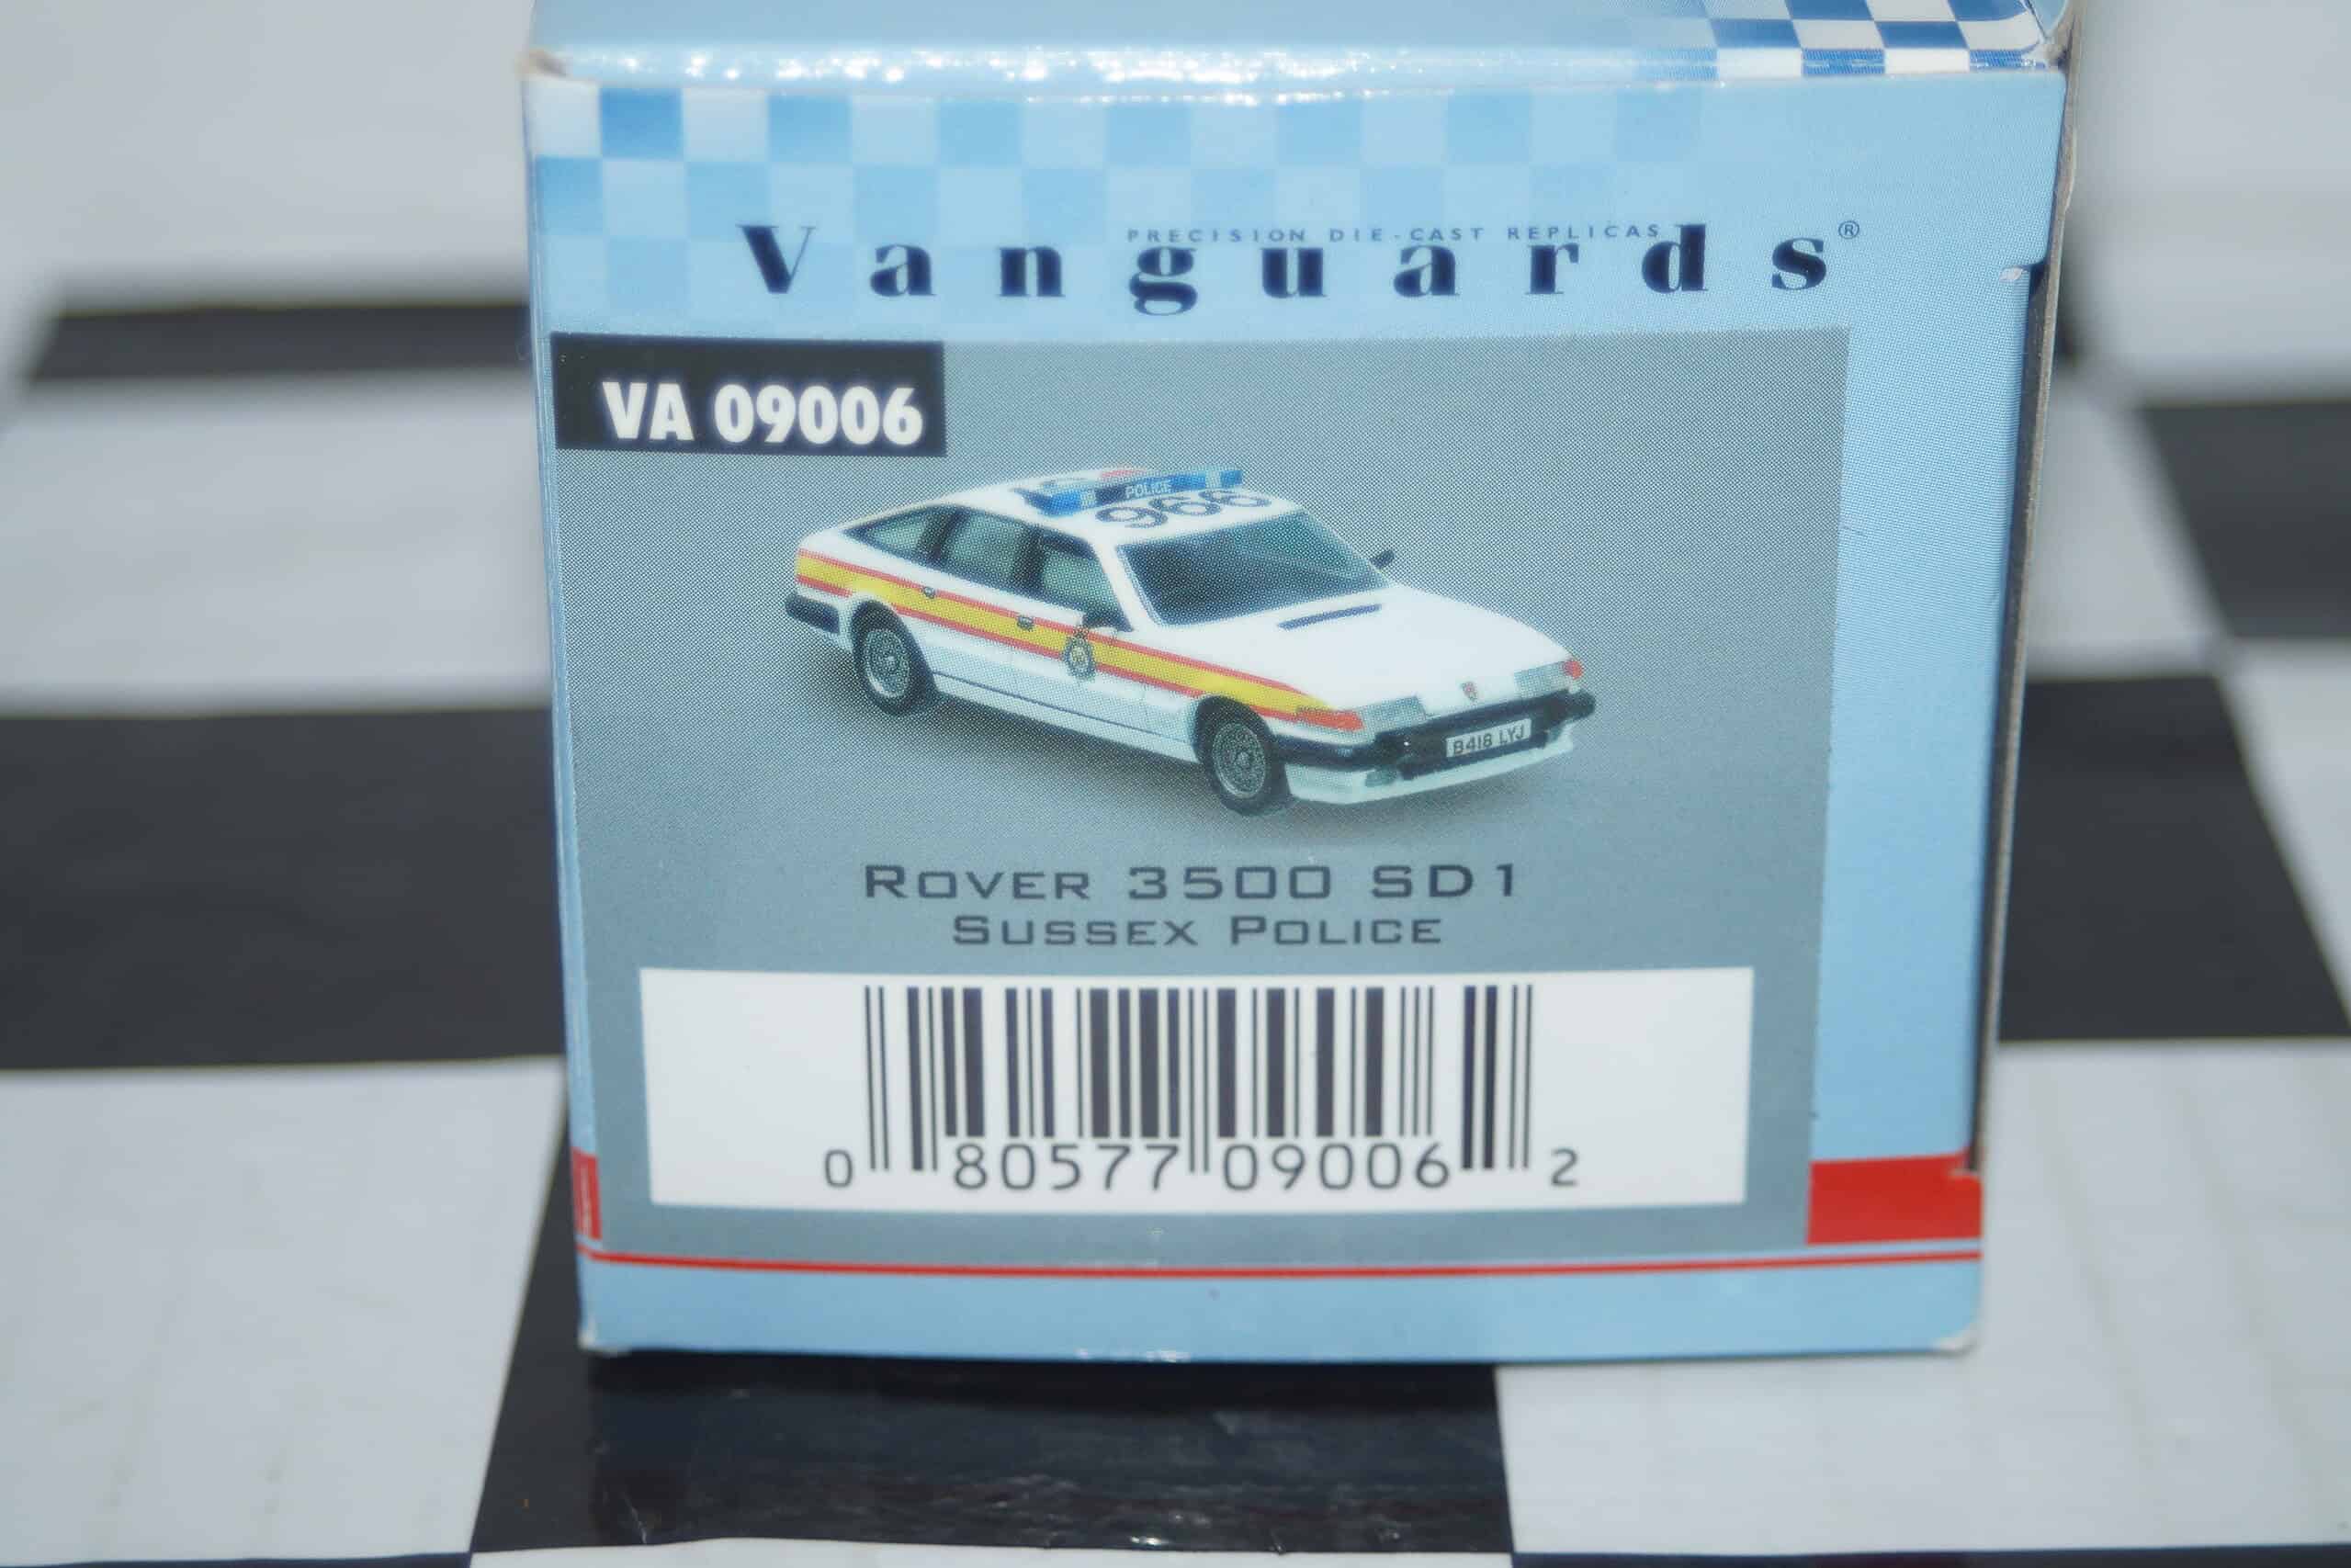 PRECISION DIE-CAST REPLICAS
Vanguards®
VA 09006
POLICE
966
B416 LYJ
ROVER 3500 SD1
SUSSEX POLICE
0 80577 09006 2